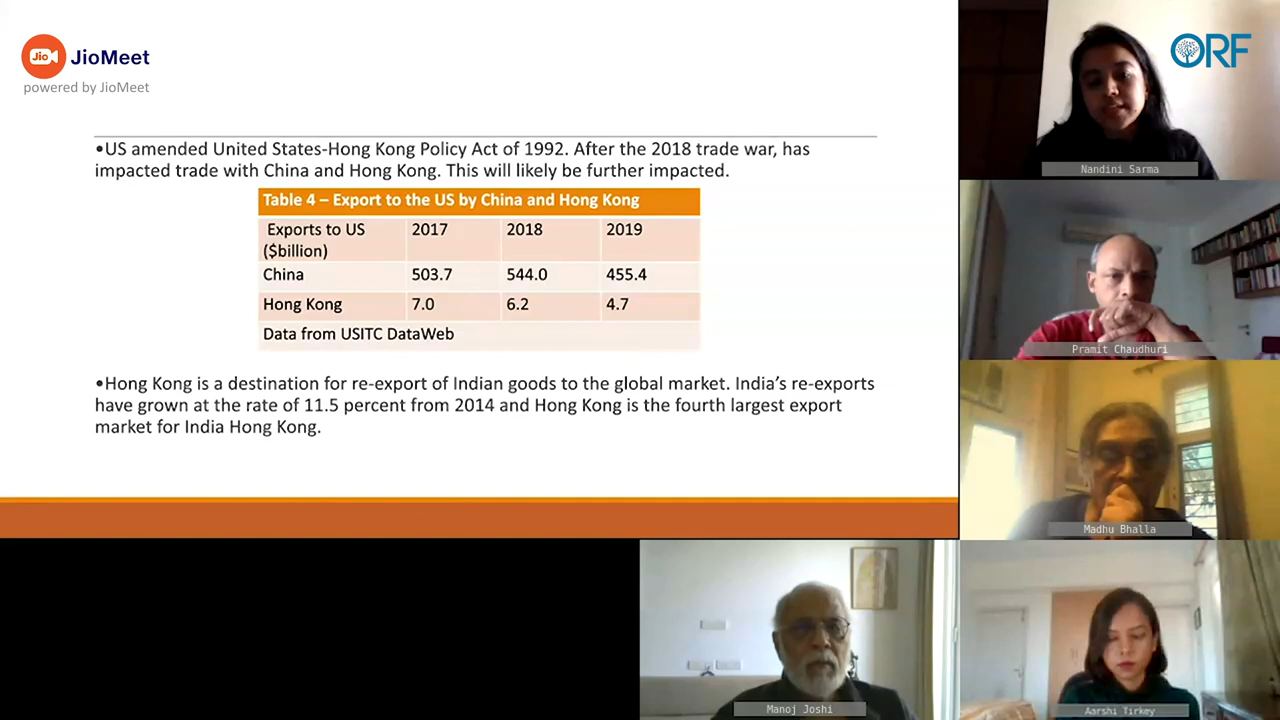 Jio
JioMeet
powered by JioMeet
ORF
•US amended United States-Hong Kong Policy Act of 1992. After the 2018 trade war, has
impacted trade with China and Hong Kong. This will likely be further impacted.
Table 4 – Export to the US by China and Hong Kong
Exports to US ($billion) 2017 2018 2019
China 503.7 544.0 455.4
Hong Kong 7.0 6.2 4.7
Data from USITC DataWeb
•Hong Kong is a destination for re-export of Indian goods to the global market. India's re-exports
have grown at the rate of 11.5 percent from 2014 and Hong Kong is the fourth largest export
market for India Hong Kong.
Nandini Sarma
Pramit Chaudhuri
Madhu Bhalla
Manoj Joshi
Aarshi Tirkey